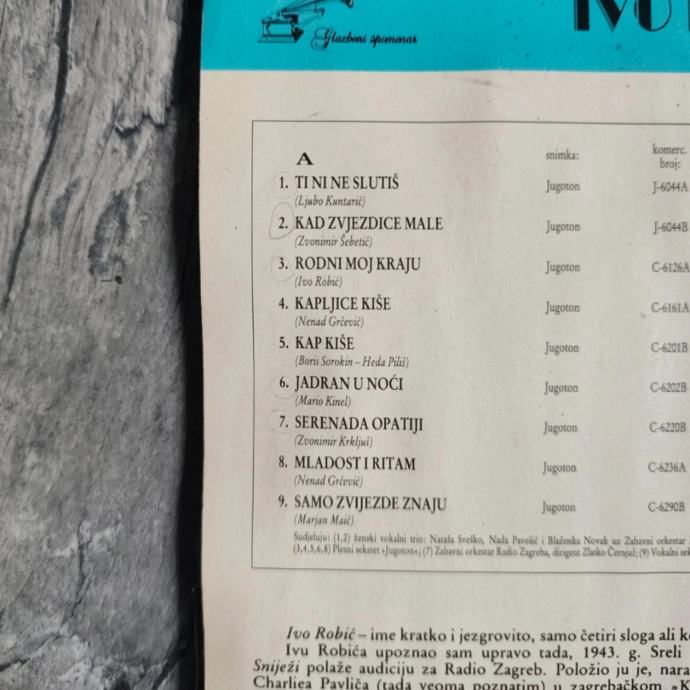 Glazbeni spomenar
IVO
A
snimka:
komerc. broj:
1. TI NI NE SLUTIŠ Jugoton J-6044A
(Ljubo Kuntarić)
2. KAD ZVJEZDICE MALE Jugoton J-6044B
(Zvonimir Šebetić)
3. RODNI MOJ KRAJU Jugoton C-6126A
(Ivo Robić)
4. KAPLJICE KIŠE Jugoton C-6161A
(Nenad Grčević)
5. KAP KIŠE Jugoton C-6201B
(Boris Sorokin – Heda Piliš)
6. JADRAN U NOĆI Jugoton C-6202B
(Mario Kinel)
7. SERENADA OPATIJI Jugoton C-6220B
(Zvonimir Krkljuš)
8. MLADOST I RITAM Jugoton C-6236A
(Nenad Grčević)
9. SAMO ZVIJEZDE ZNAJU Jugoton C-6290B
(Marjan Maić)
Sudjeluju: (1,2) ženski vokalni trio: Nataša Sveško, Nada Pavešić i Blaženka Novak uz Zabavni orkestar
(3,4,5,6,8) Plesni sekstet »Jugoton«; (7) Zabavni orkestar Radio Zagreba, dirigent Zlatko Černjul; (9) Vokalni
Ivo Robić – ime kratko i jezgrovito, samo četiri sloga ali
Ivu Robića upoznao sam upravo tada, 1943. g. Sreli
Sniježi polaže audiciju za Radio Zagreb. Položio ju je,
Charliea Pavliča (tada veoma poznatim) u zagrebačkom